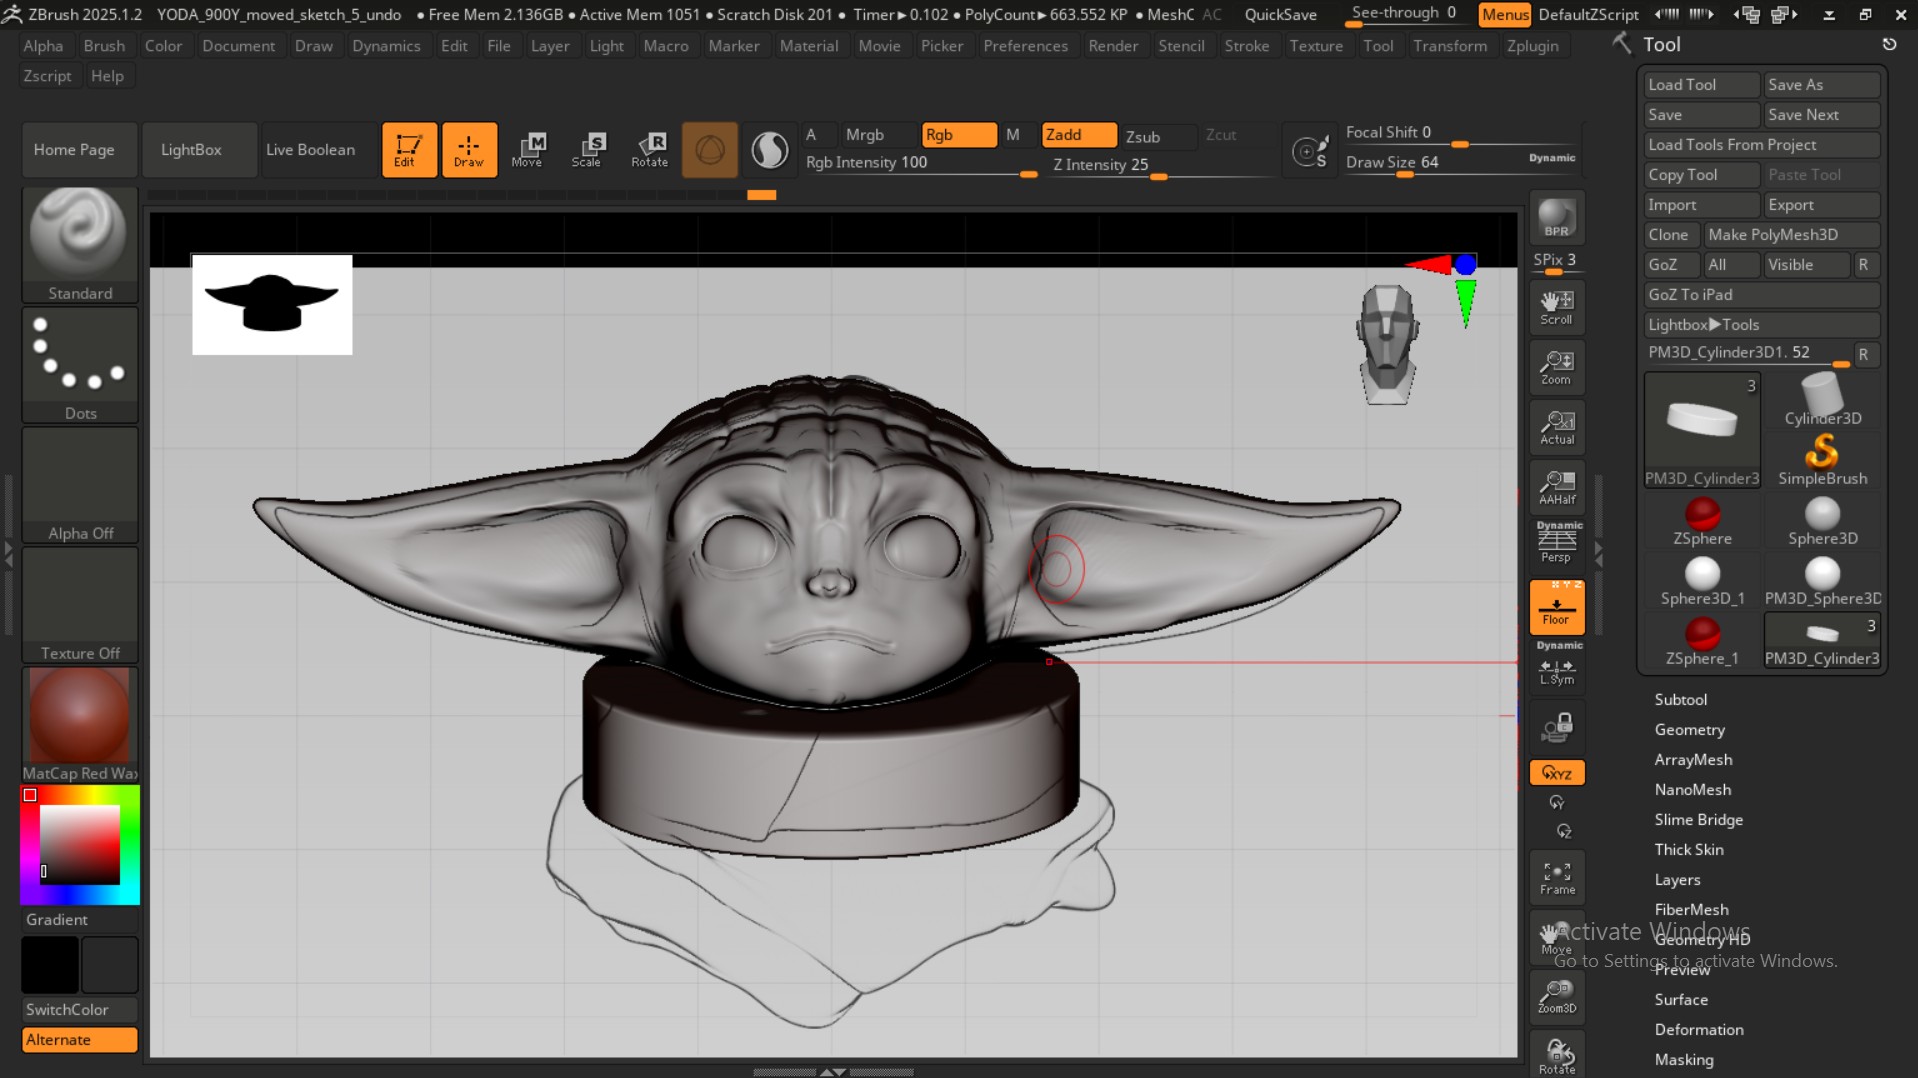 ZBrush 2025.1.2 YODA_900Y_moved_sketch_5_undo ● Free Mem 2.136GB ● Active Mem 1051 ● Scratch Disk 201 ● Timer►0.102 ● PolyCount►663.552 KP ● MeshC AC QuickSave See-through 0 Menus DefaultZScript
Alpha Brush Color Document Draw Dynamics Edit File Layer Light Macro Marker Material Movie Picker Preferences Render Stencil Stroke Texture Tool Transform Zplugin
Zscript Help
Home Page LightBox Live Boolean Edit Draw Move Scale Rotate
A Mrgb Rgb M Zadd Zsub Zcut
Rgb Intensity 100 Z Intensity 25
S
Focal Shift 0
Draw Size 64 Dynamic
Standard
Dots
Alpha Off
Texture Off
MatCap Red Wax
Gradient
SwitchColor
Alternate
BPR
SPix 3
Scroll
Zoom
Actual
AAHalf
Dynamic
Persp
X Y Z
Floor
Dynamic
L.Sym
XYZ
Y
Z
Frame
Move
Zoom3D
Rotate
Tool
Load Tool Save As
Save Save Next
Load Tools From Project
Copy Tool Paste Tool
Import Export
Clone Make PolyMesh3D
GoZ All Visible R
GoZ To iPad
Lightbox►Tools
PM3D_Cylinder3D1. 52 R
3
PM3D_Cylinder3
Cylinder3D
SimpleBrush
ZSphere Sphere3D
Sphere3D_1 PM3D_Sphere3D
3
ZSphere_1 PM3D_Cylinder3
Subtool
Geometry
ArrayMesh
NanoMesh
Slime Bridge
Thick Skin
Layers
FiberMesh
Geometry HD
Preview
Surface
Deformation
Masking
Activate Windows
Go to Settings to activate Windows.